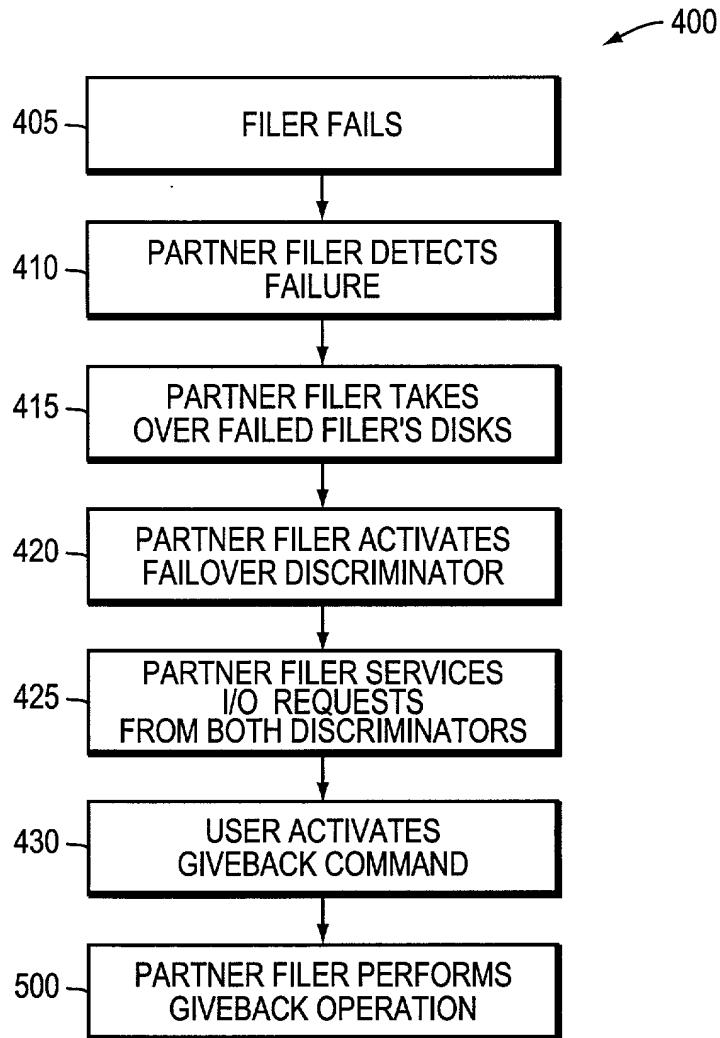 400
405
FILER FAILS
410
PARTNER FILER DETECTS
FAILURE
415
PARTNER FILER TAKES
OVER FAILED FILER'S DISKS
420
PARTNER FILER ACTIVATES
FAILOVER DISCRIMINATOR
425
PARTNER FILER SERVICES
I/O REQUESTS
FROM BOTH DISCRIMINATORS
430
USER ACTIVATES
GIVEBACK COMMAND
500
PARTNER FILER PERFORMS
GIVEBACK OPERATION